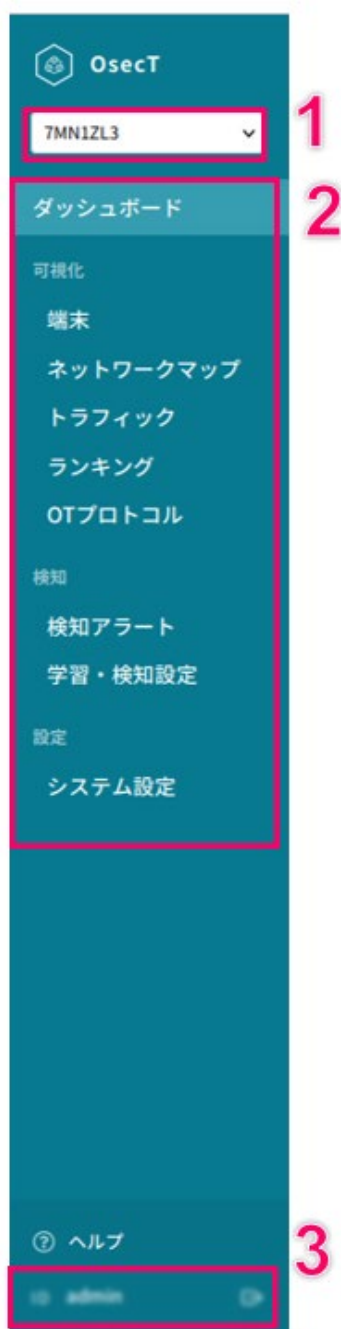 OsecT
7MN1ZL3
1
ダッシュボード
2
可視化
端末
ネットワークマップ
トラフィック
ランキング
OTプロトコル
検知
検知アラート
学習・検知設定
設定
システム設定
ヘルプ
3
admin